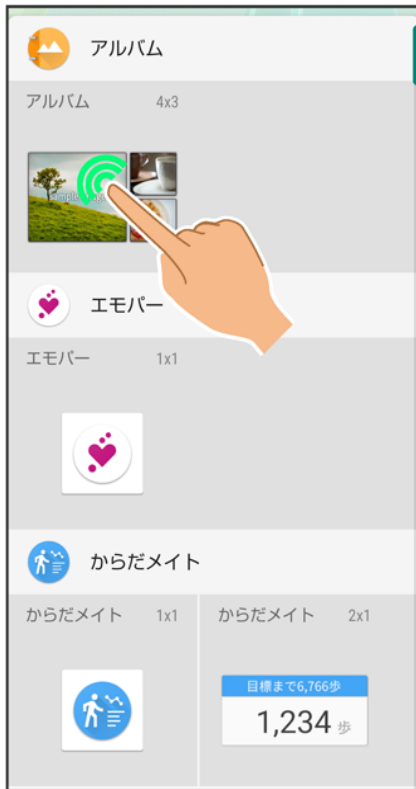 アルバム
アルバム 4x3
エモパー
エモパー 1x1
からだメイト
からだメイト 1x1 からだメイト 2x1
目標まで6,766歩
1,234 歩